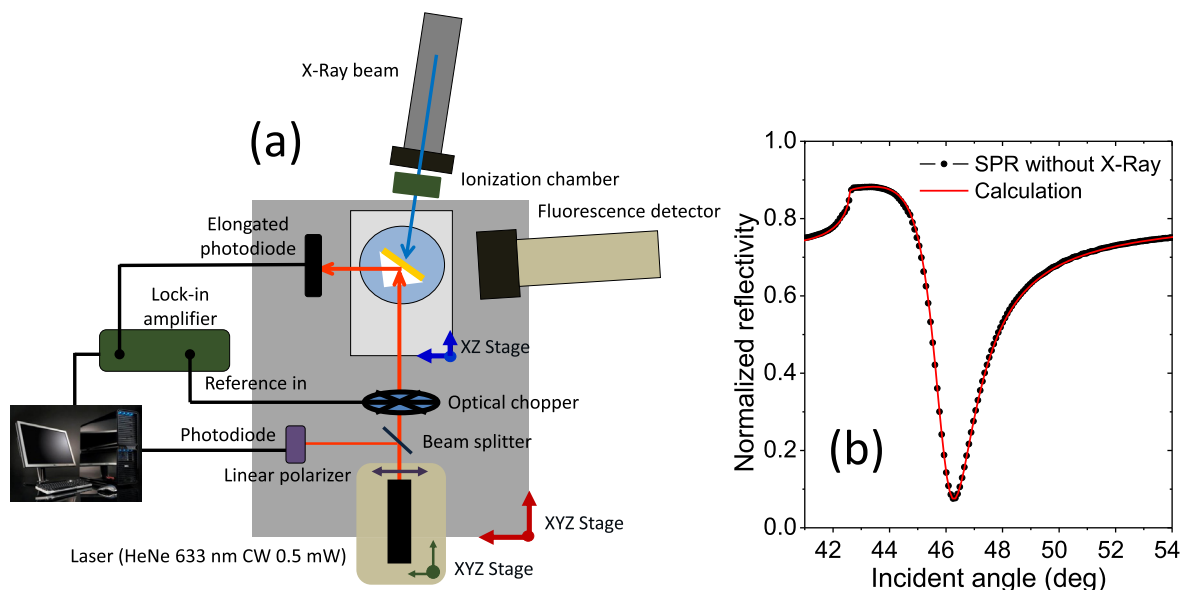 (a)
X-Ray beam
Ionization chamber
Fluorescence detector
Elongated
photodiode
Lock-in
amplifier
XZ Stage
Reference in
Optical chopper
Photodiode
Beam splitter
Linear polarizer
XYZ Stage
Laser (HeNe 633 nm CW 0.5 mW)
XYZ Stage
SPR without X-Ray
Calculation
Normalized reflectivity
1.0
0.8
0.6
0.4
0.2
0.0
(b)
42 44 46 48 50 52 54
Incident angle (deg)